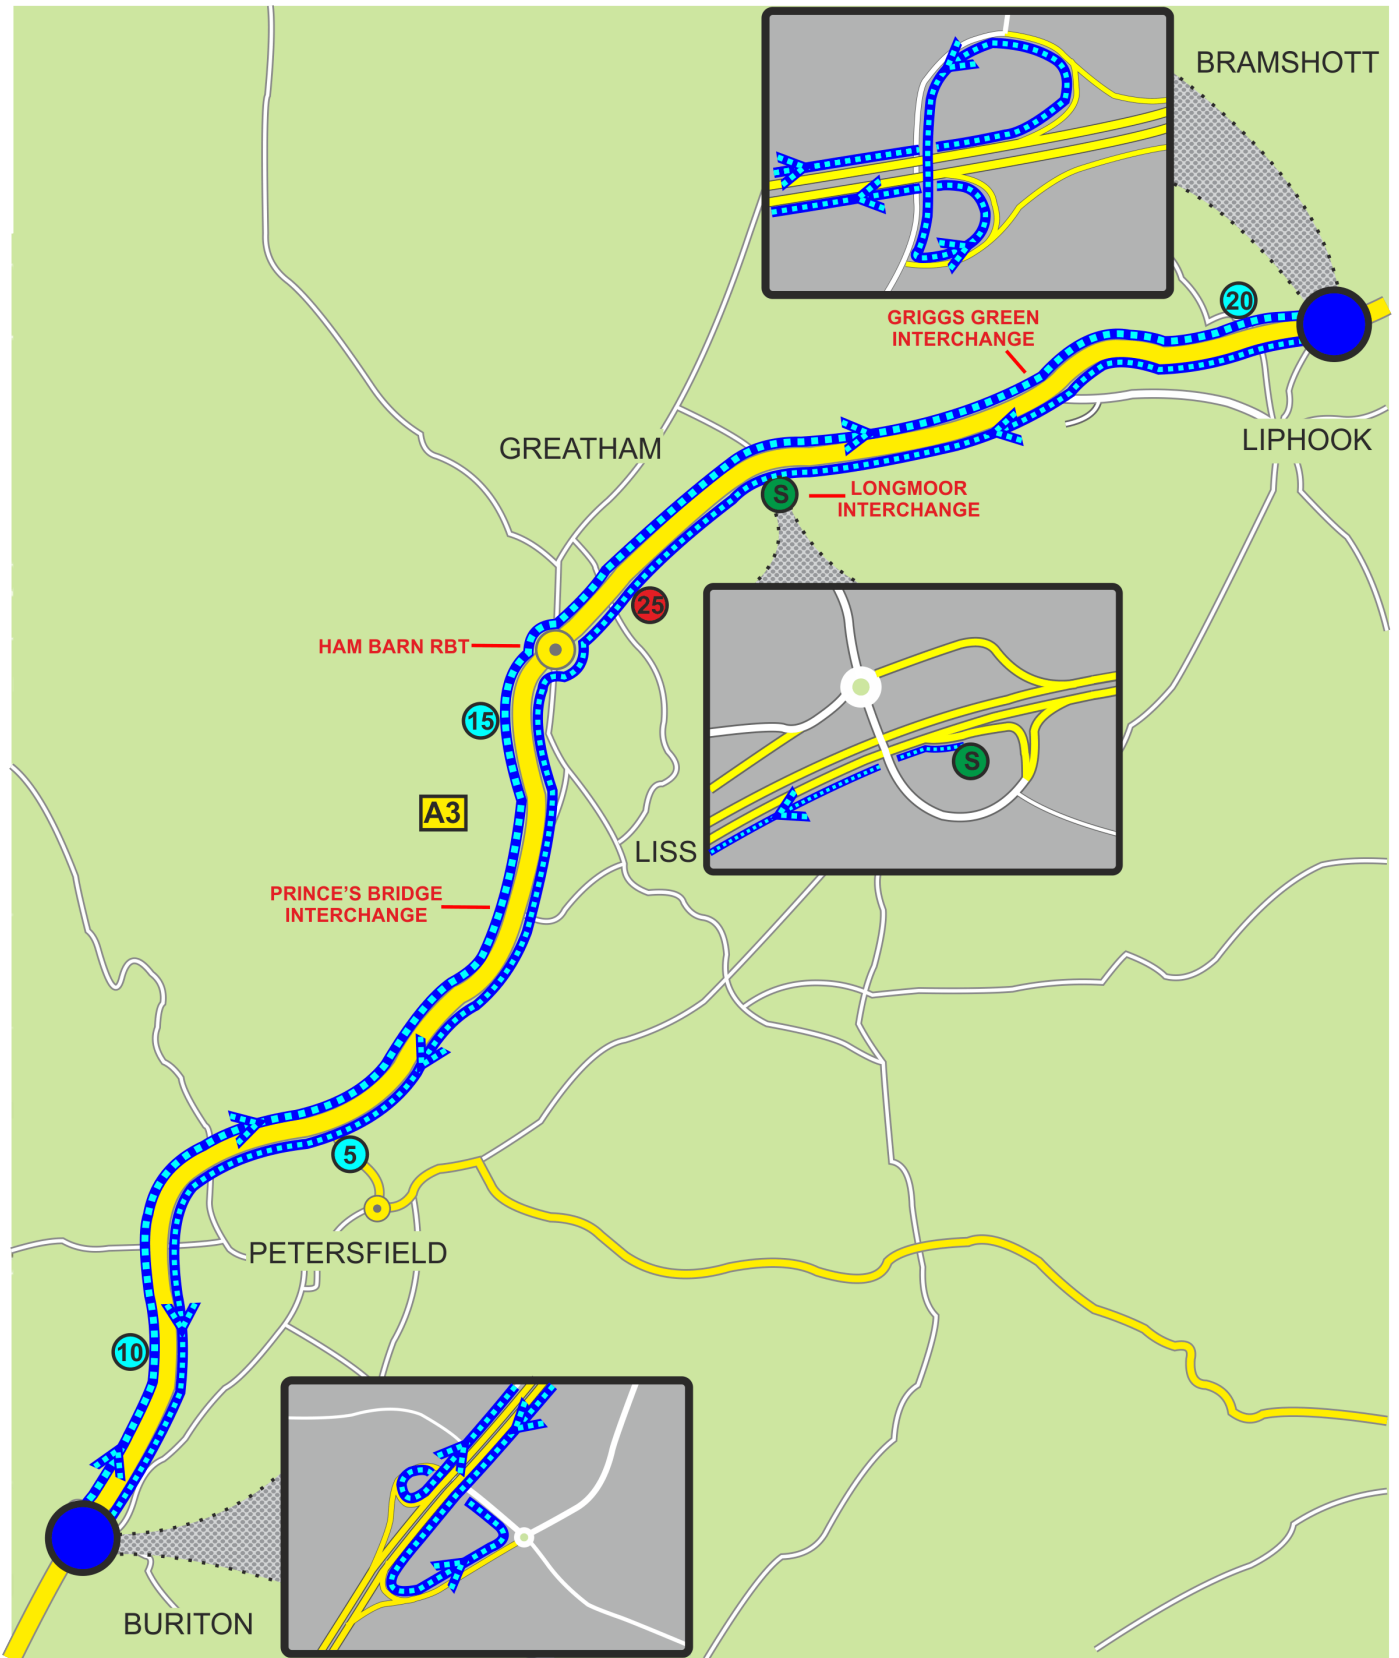 BRAMSHOTT
20
GRIGGS GREEN
INTERCHANGE
LIPHOOK
GREATHAM
S
LONGMOOR
INTERCHANGE
25
HAM BARN RBT
15
S
A3
LISS
PRINCE'S BRIDGE
INTERCHANGE
5
PETERSFIELD
10
BURITON